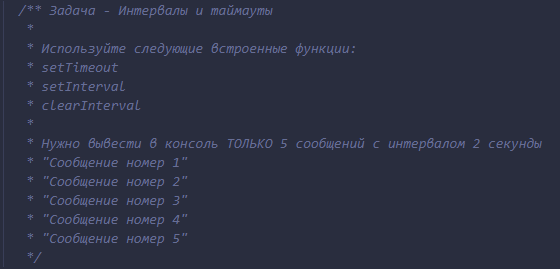 /** Задача - Интервалы и таймауты
*
* Используйте следующие встроенные функции:
* setTimeout
* setInterval
* clearInterval
*
* Нужно вывести в консоль ТОЛЬКО 5 сообщений с интервалом 2 секунды
* "Сообщение номер 1"
* "Сообщение номер 2"
* "Сообщение номер 3"
* "Сообщение номер 4"
* "Сообщение номер 5"
*/